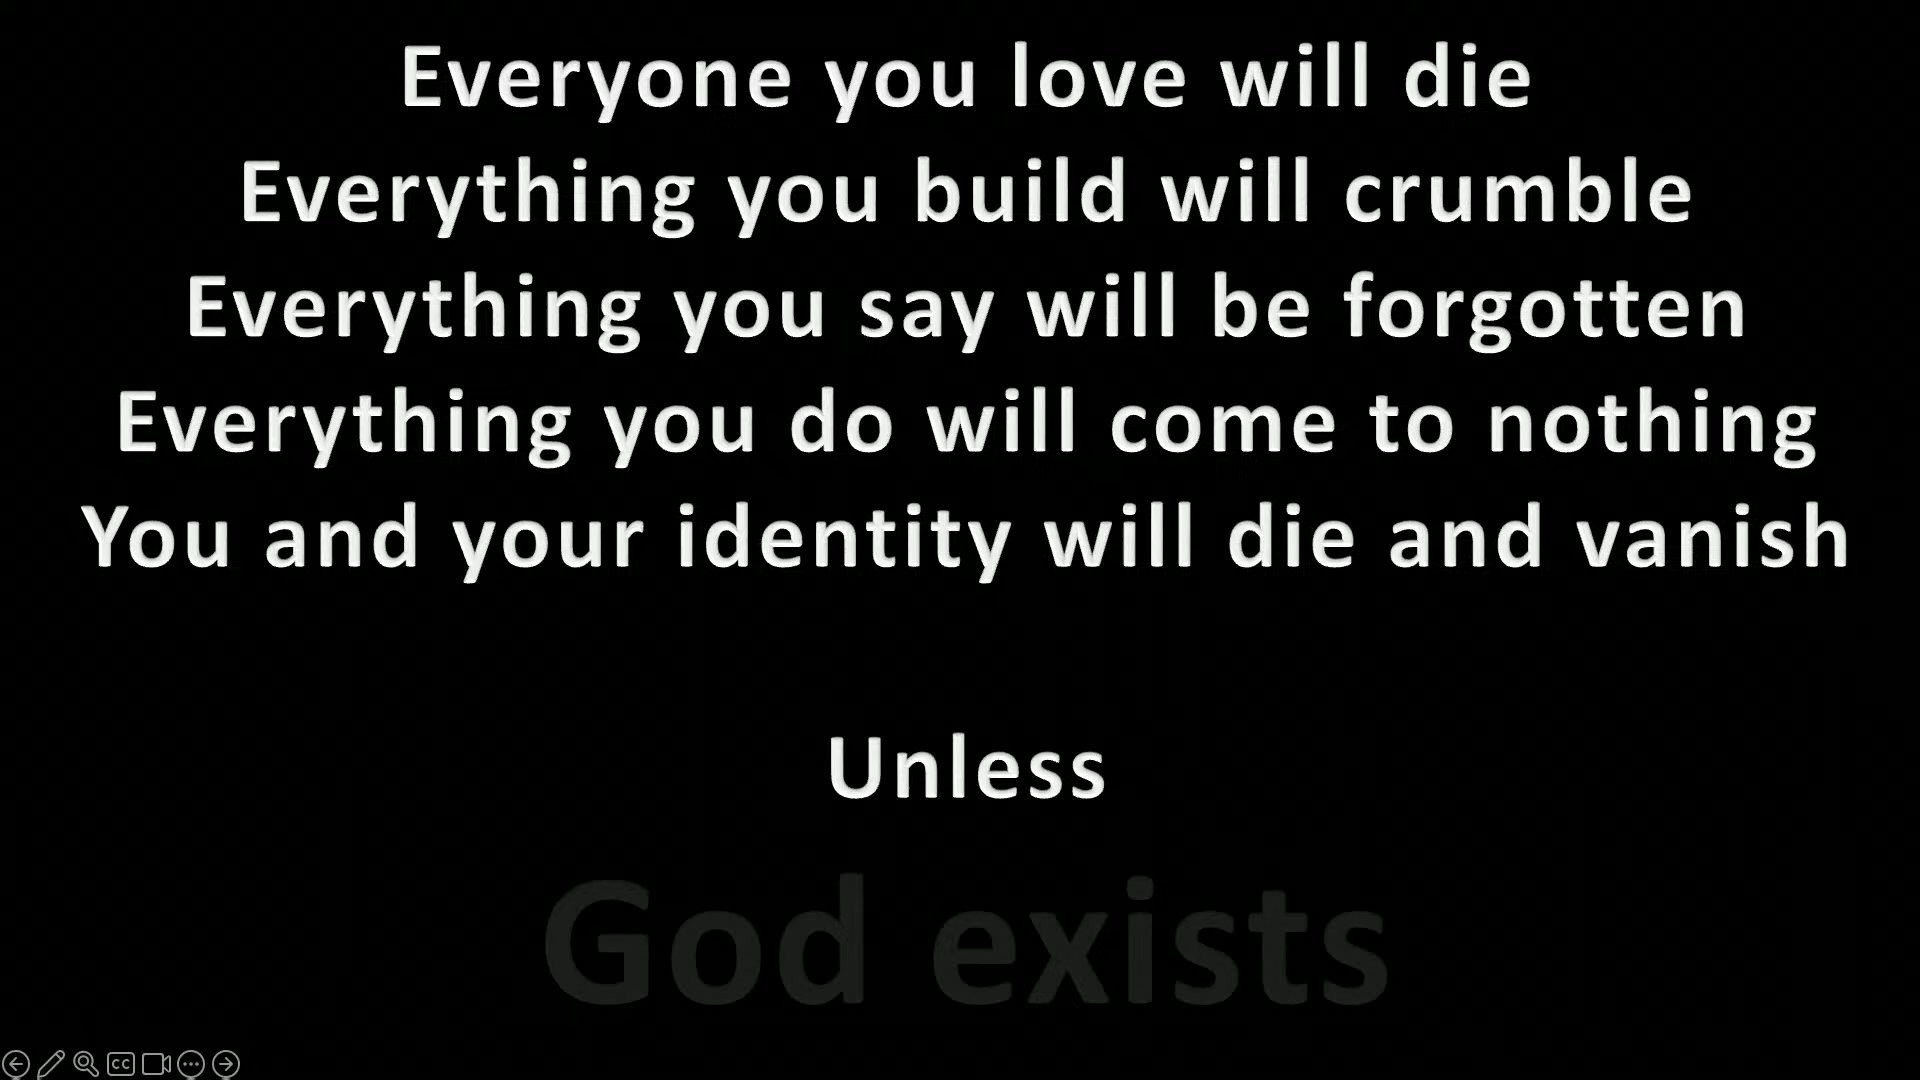 Everyone you love will die
Everything you build will crumble
Everything you say will be forgotten
Everything you do will come to nothing
You and your identity will die and vanish
Unless
God exists
CC